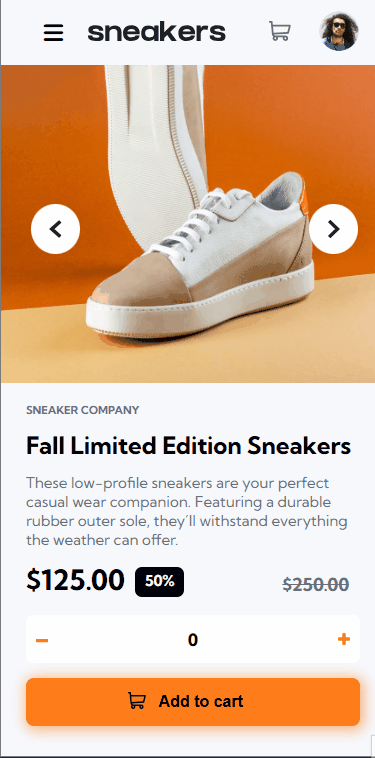 sneakers
SNEAKER COMPANY
Fall Limited Edition Sneakers
These low-profile sneakers are your perfect
casual wear companion. Featuring a durable
rubber outer sole, they'll withstand everything
the weather can offer.
$125.00 50% $250.00
0
Add to cart